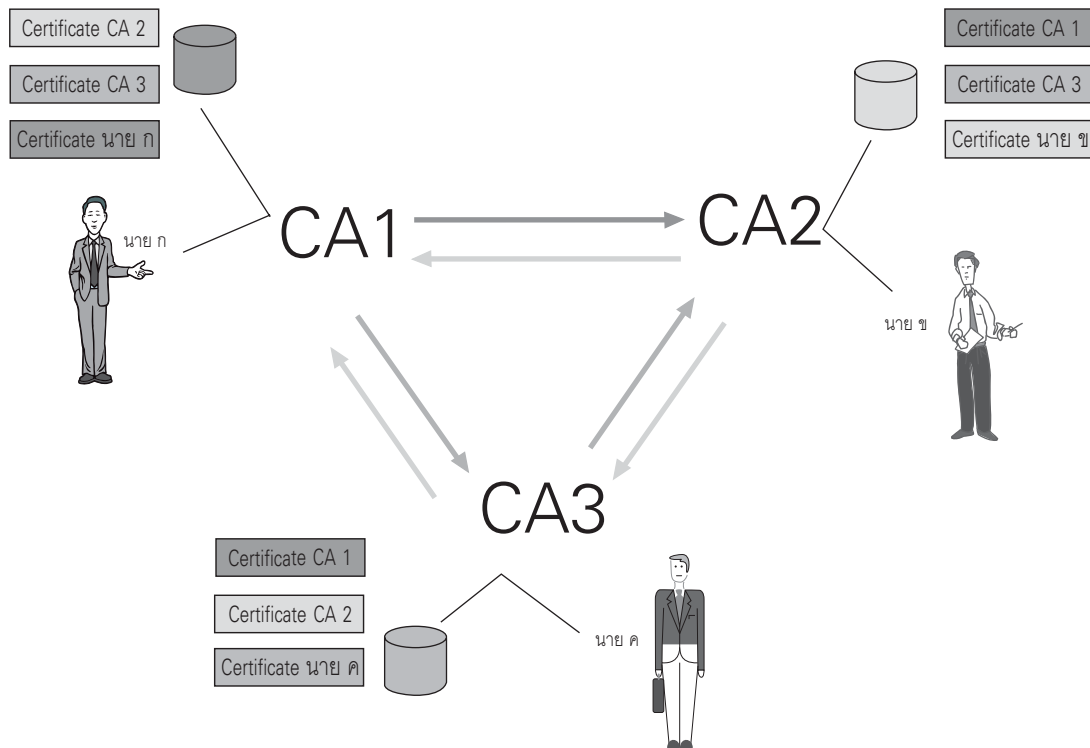 Certificate CA 2
Certificate CA 3
Certificate นาย ก
นาย ก
CA1
Certificate CA 1
Certificate CA 3
Certificate นาย ข
CA2
นาย ข
CA3
Certificate CA 1
Certificate CA 2
Certificate นาย ค
นาย ค